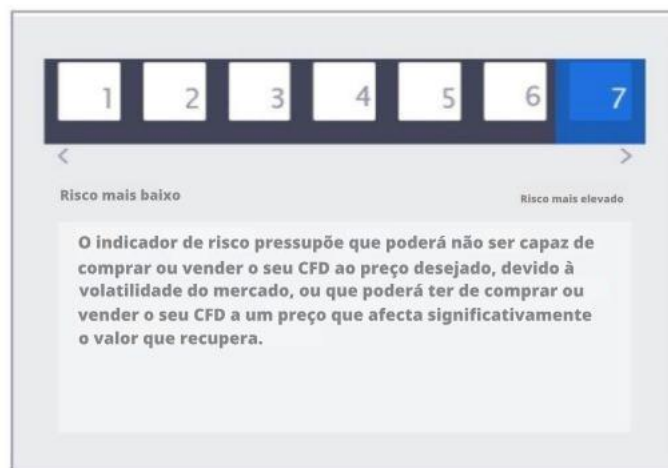 1 2 3 4 5 6 7
< >
Risco mais baixo Risco mais elevado
O indicador de risco pressupõe que poderá não ser capaz de
comprar ou vender o seu CFD ao preço desejado, devido à
volatilidade do mercado, ou que poderá ter de comprar ou
vender o seu CFD a um preço que afecta significativamente
o valor que recupera.